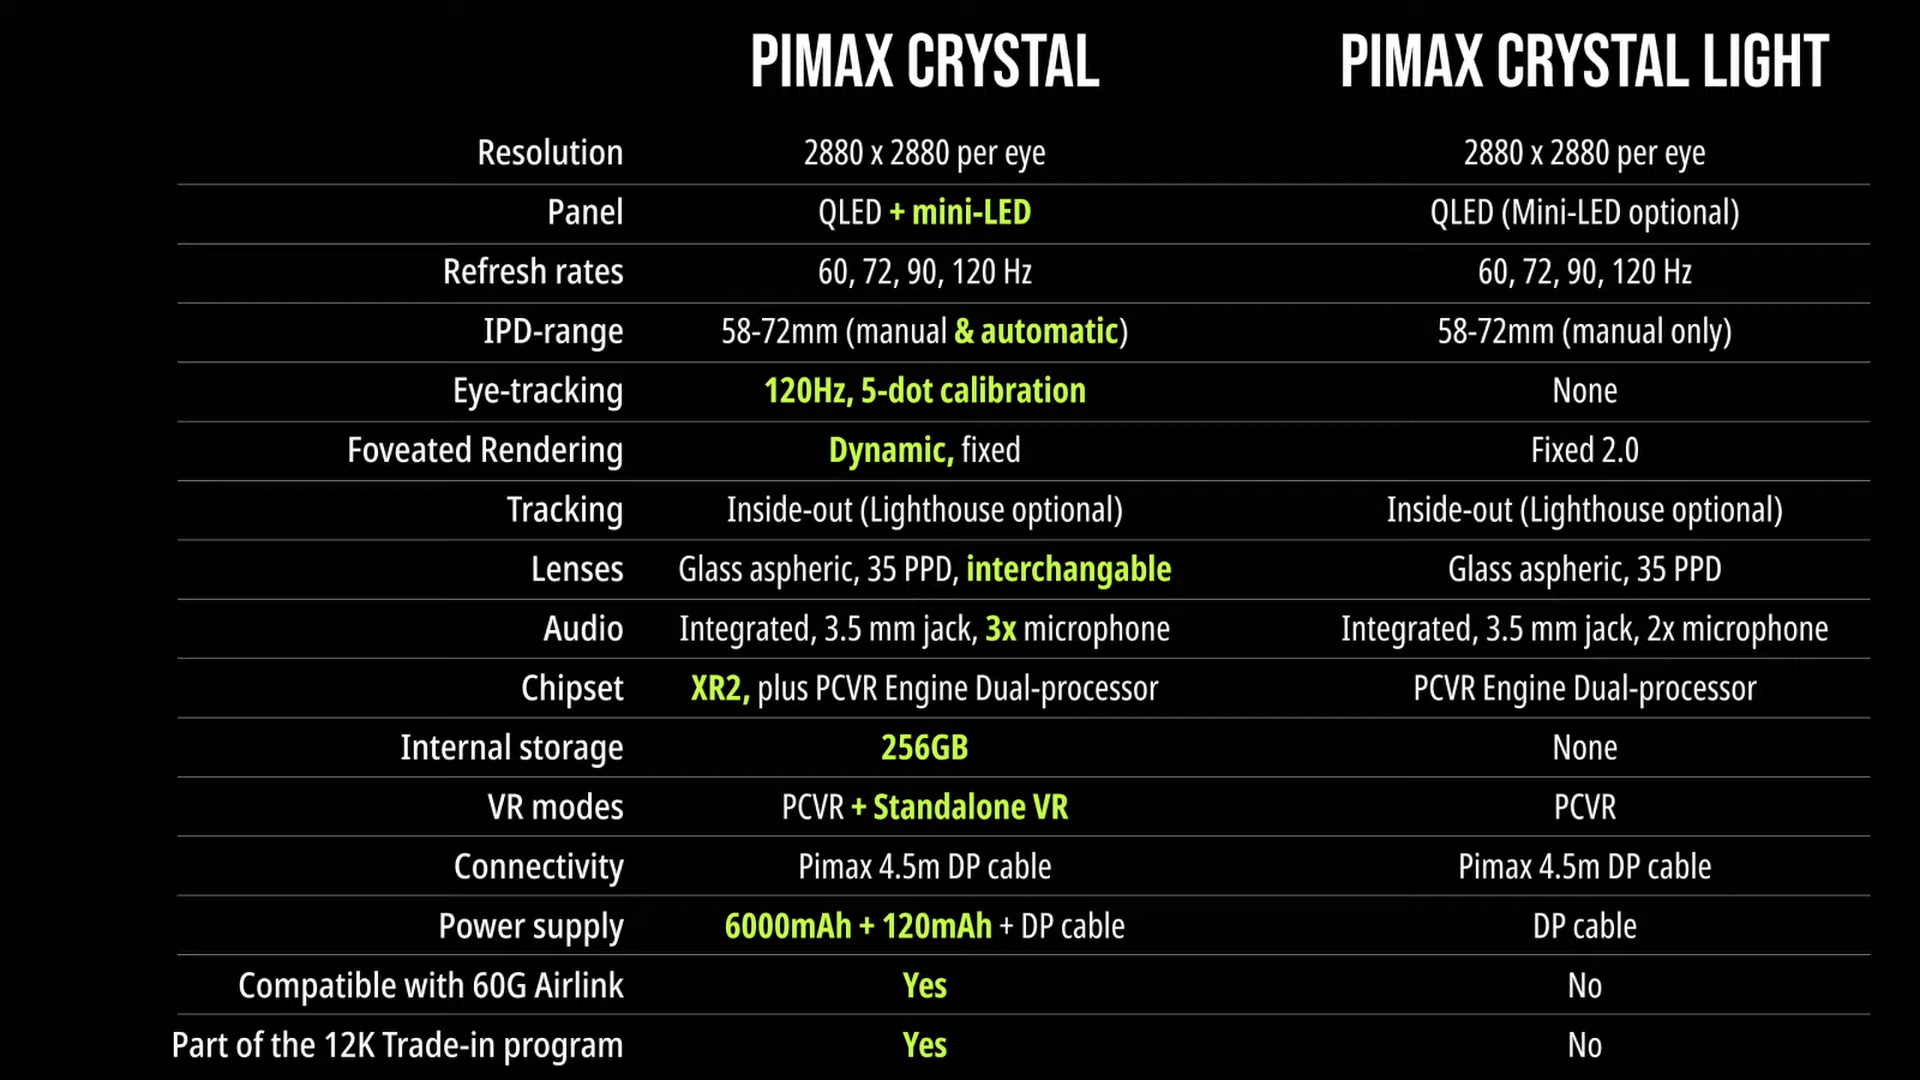 PIMAX CRYSTAL PIMAX CRYSTAL LIGHT
Resolution 2880 x 2880 per eye 2880 x 2880 per eye
Panel QLED + mini-LED QLED (Mini-LED optional)
Refresh rates 60, 72, 90, 120 Hz 60, 72, 90, 120 Hz
IPD-range 58-72mm (manual & automatic) 58-72mm (manual only)
Eye-tracking 120Hz, 5-dot calibration None
Foveated Rendering Dynamic, fixed Fixed 2.0
Tracking Inside-out (Lighthouse optional) Inside-out (Lighthouse optional)
Lenses Glass aspheric, 35 PPD, interchangable Glass aspheric, 35 PPD
Audio Integrated, 3.5 mm jack, 3x microphone Integrated, 3.5 mm jack, 2x microphone
Chipset XR2, plus PCVR Engine Dual-processor PCVR Engine Dual-processor
Internal storage 256GB None
VR modes PCVR + Standalone VR PCVR
Connectivity Pimax 4.5m DP cable Pimax 4.5m DP cable
Power supply 6000mAh + 120mAh + DP cable DP cable
Compatible with 60G Airlink Yes No
Part of the 12K Trade-in program Yes No